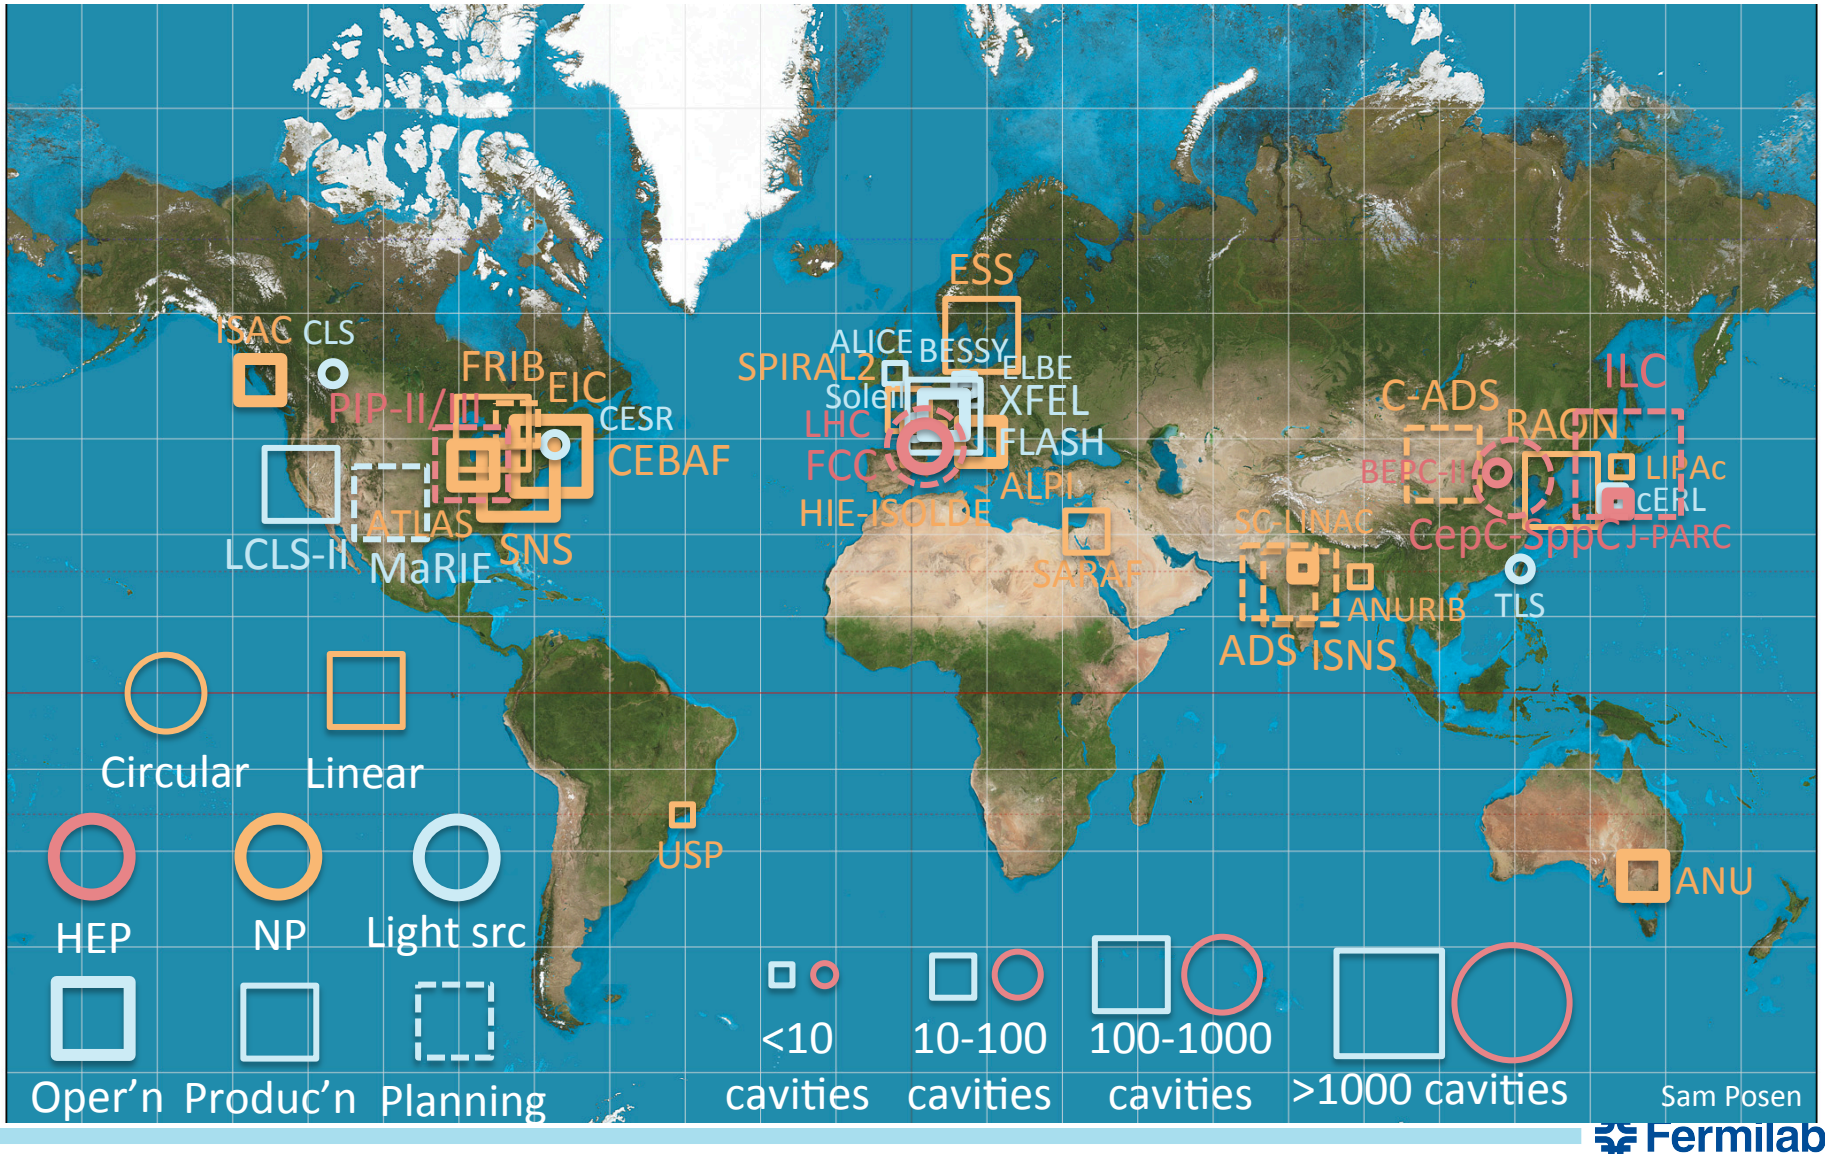 ESS
ISAC
CLS
ALICE
BESSY
SPIRAL2
ELBE
FRIB
EIC
Soleil
XFEL
ILC
PIP-II/III
C-ADS
CESR
LHC
RAON
FLASH
CEBAF
FCC
BEPC-II
LIPAc
ALPI
cERL
HIE-ISOLDE
SC-LINAC
ATLAS
CepC-SppC
J-PARC
LCLS-II
SNS
MaRIE
SARAF
ANURIB
TLS
ADS
ISNS
Circular
Linear
USP
ANU
HEP
NP
Light src
<10
cavities
10-100
cavities
100-1000
cavities
>1000 cavities
Oper'n
Produc'n
Planning
Sam Posen
Fermilab